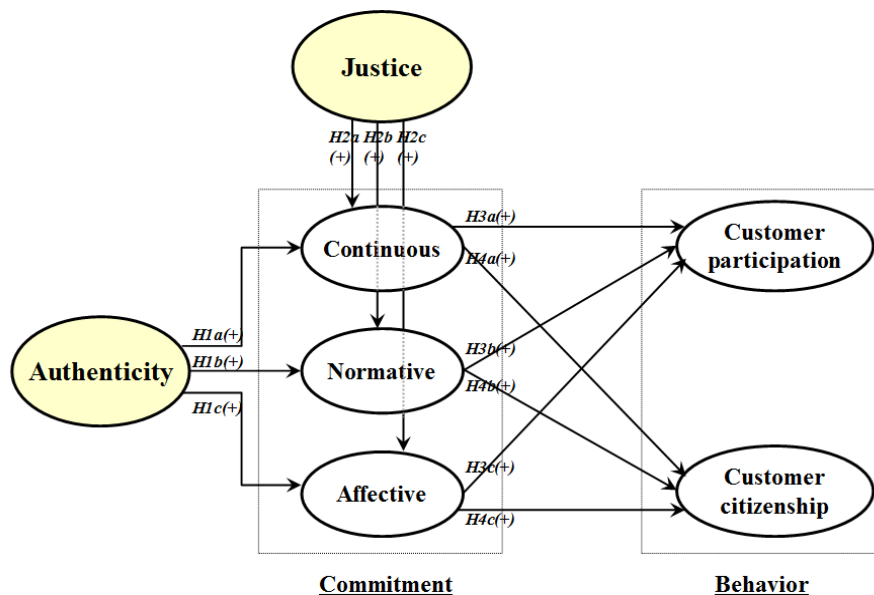 Justice
H2a H2b H2c
(+) (+) (+)
Continuous
H3a(+)
H4a(+)
Customer
participation
Authenticity
H1a(+)
H1b(+)
H1c(+)
Normative
H3b(+)
H4b(+)
Affective
H3c(+)
H4c(+)
Customer
citizenship
Commitment
Behavior